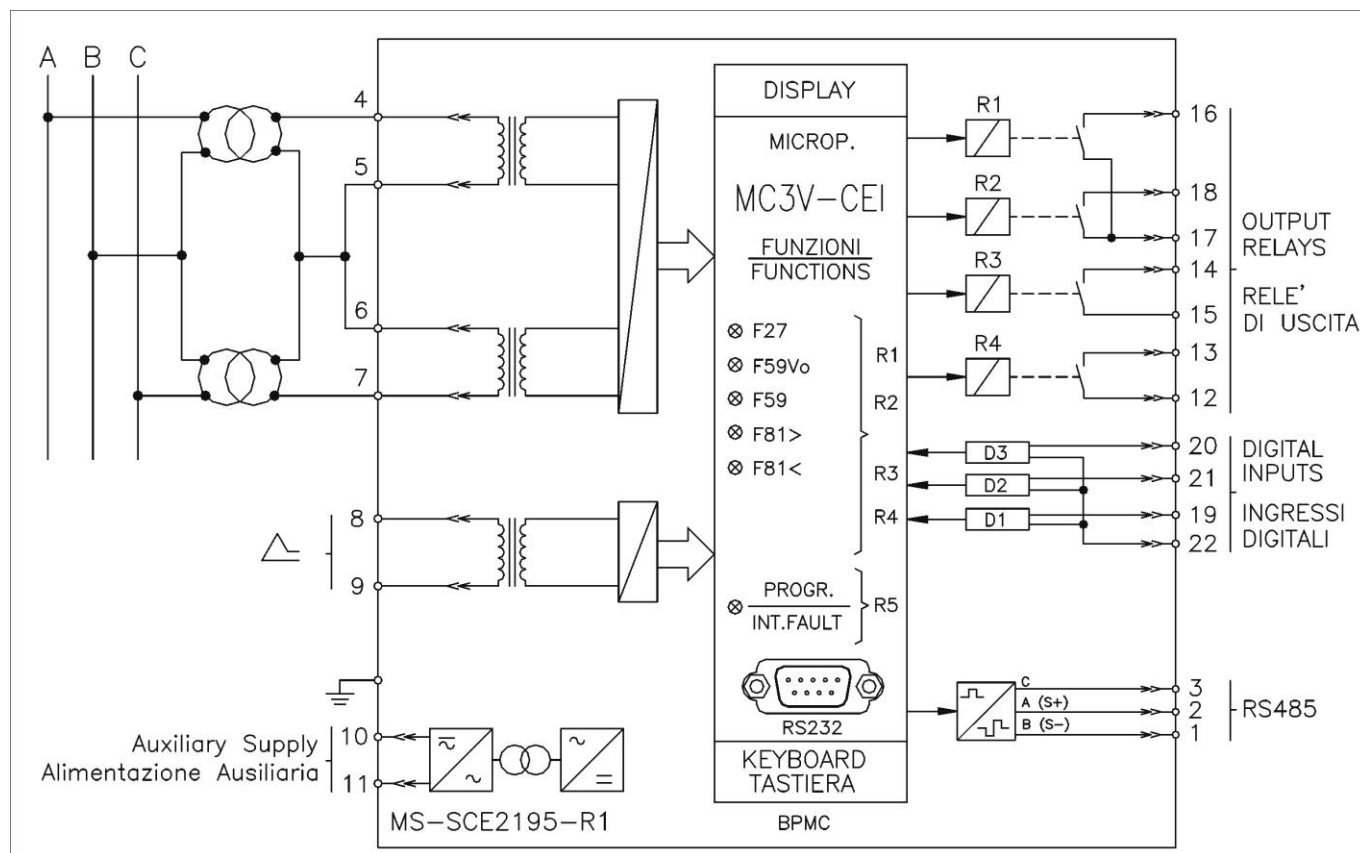 A B C
4
5
6
7
8
9
10
11
Auxiliary Supply
Alimentazione Ausiliaria
MS-SCE2195-R1
DISPLAY
MICROP.
MC3V-CEI
FUNZIONI
FUNCTIONS
F27
F59Vo
F59
F81>
F81<
R1
R2
R3
R4
PROGR.
INT.FAULT
R5
RS232
KEYBOARD
TASTIERA
BPMC
R1
R2
R3
R4
D3
D2
D1
C
A (S+)
B (S-)
16
18
17
14
15
13
12
OUTPUT
RELAYS
RELE'
DI USCITA
20
21
19
22
DIGITAL
INPUTS
INGRESSI
DIGITALI
3
2
1
RS485